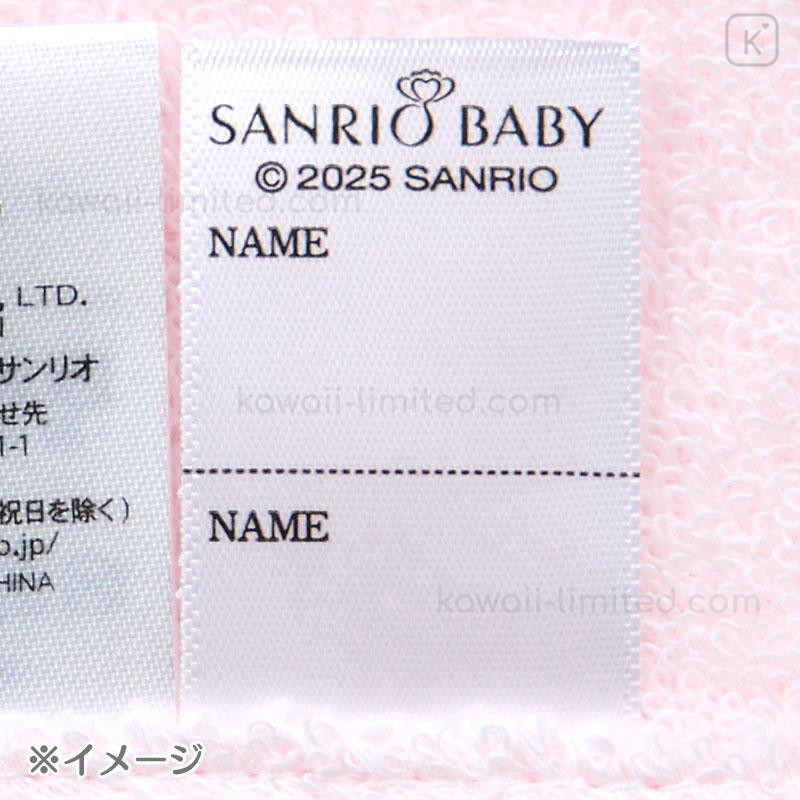 K
SANRIO BABY
© 2025 SANRIO
kawaii-limited.com
NAME
, LTD.
サンリオ
せ先
1-1
kawaii-limited.com
祝日を除く)
o.jp/
HINA
NAME
kawaii-limited.com
※イメージ